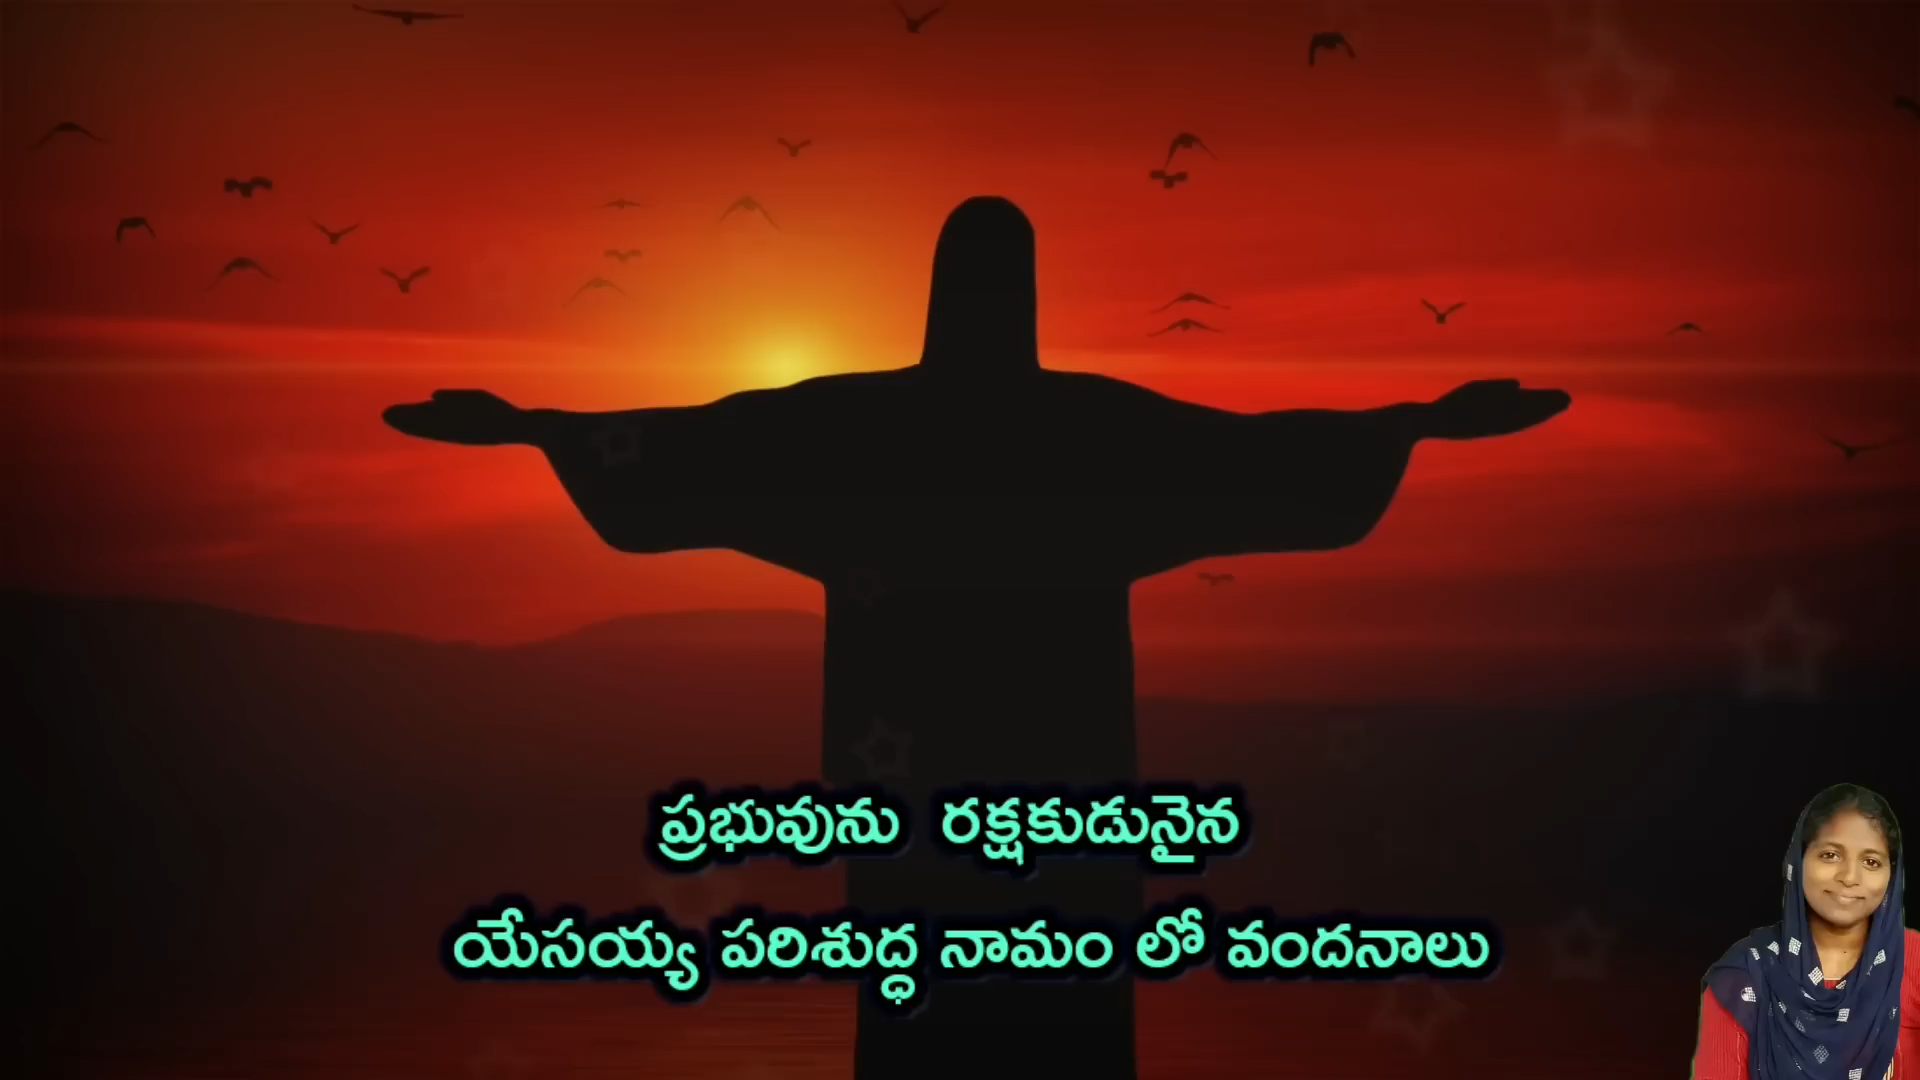 ప్రభువును రక్షకుడునైన
యేసయ్య పరిశుద్ధ నామం లో వందనాలు